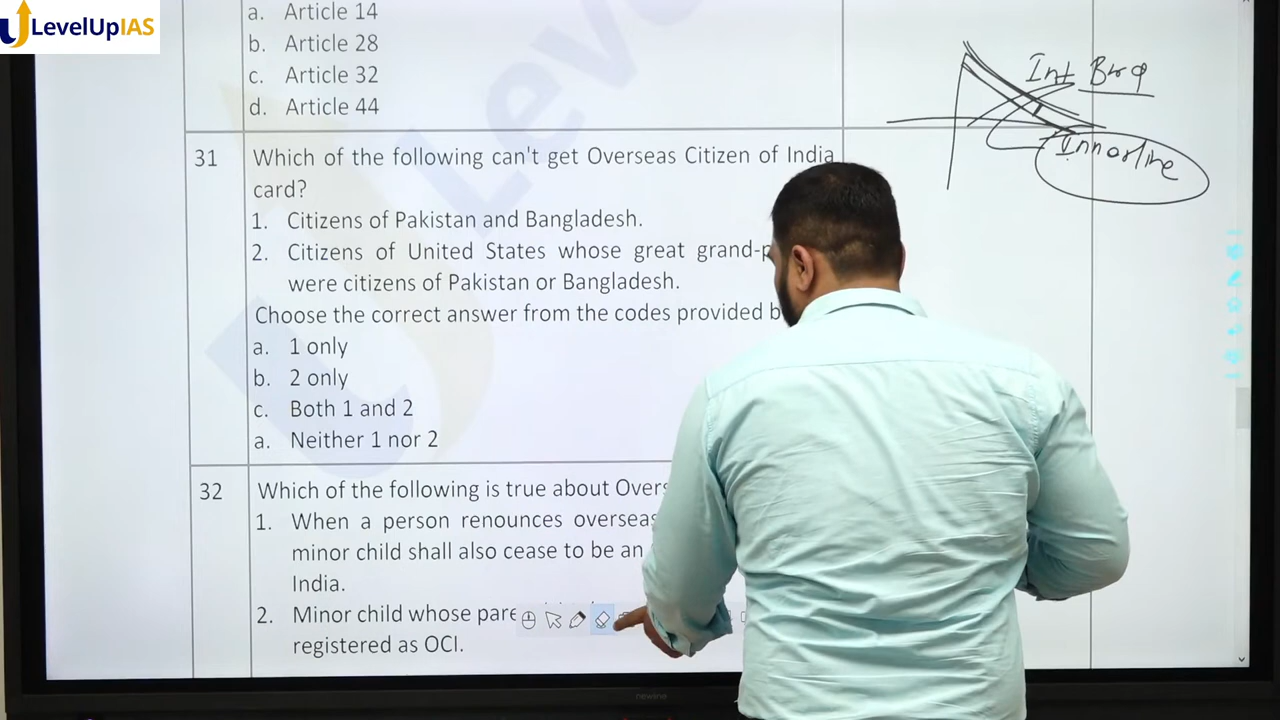 LevelUpIAS
a. Article 14
b. Article 28
c. Article 32
d. Article 44
Int Brq
Innorline
31
Which of the following can't get Overseas Citizen of India
card?
1. Citizens of Pakistan and Bangladesh.
2. Citizens of United States whose great grand-p
were citizens of Pakistan or Bangladesh.
Choose the correct answer from the codes provided b
a. 1 only
b. 2 only
c. Both 1 and 2
a. Neither 1 nor 2
32
Which of the following is true about Overs
1. When a person renounces overseas
minor child shall also cease to be an
India.
2. Minor child whose pare
registered as OCI.
newline